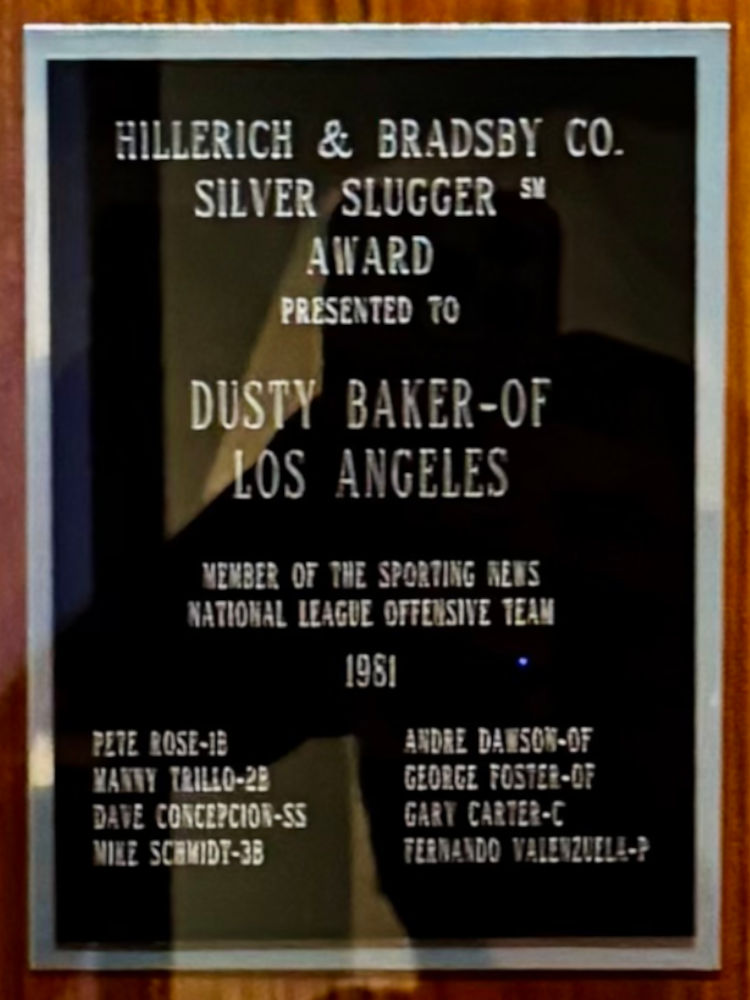 HILLERICH & BRADSBY CO.
SILVER SLUGGER ℠
AWARD
PRESENTED TO
DUSTY BAKER-OF
LOS ANGELES
MEMBER OF THE SPORTING NEWS
NATIONAL LEAGUE OFFENSIVE TEAM
1981
PETE ROSE-1B
MANNY TRILLO-2B
DAVE CONCEPCION-SS
MIKE SCHMIDT-3B
ANDRE DAWSON-OF
GEORGE FOSTER-OF
GARY CARTER-C
FERNANDO VALENZUELA-P